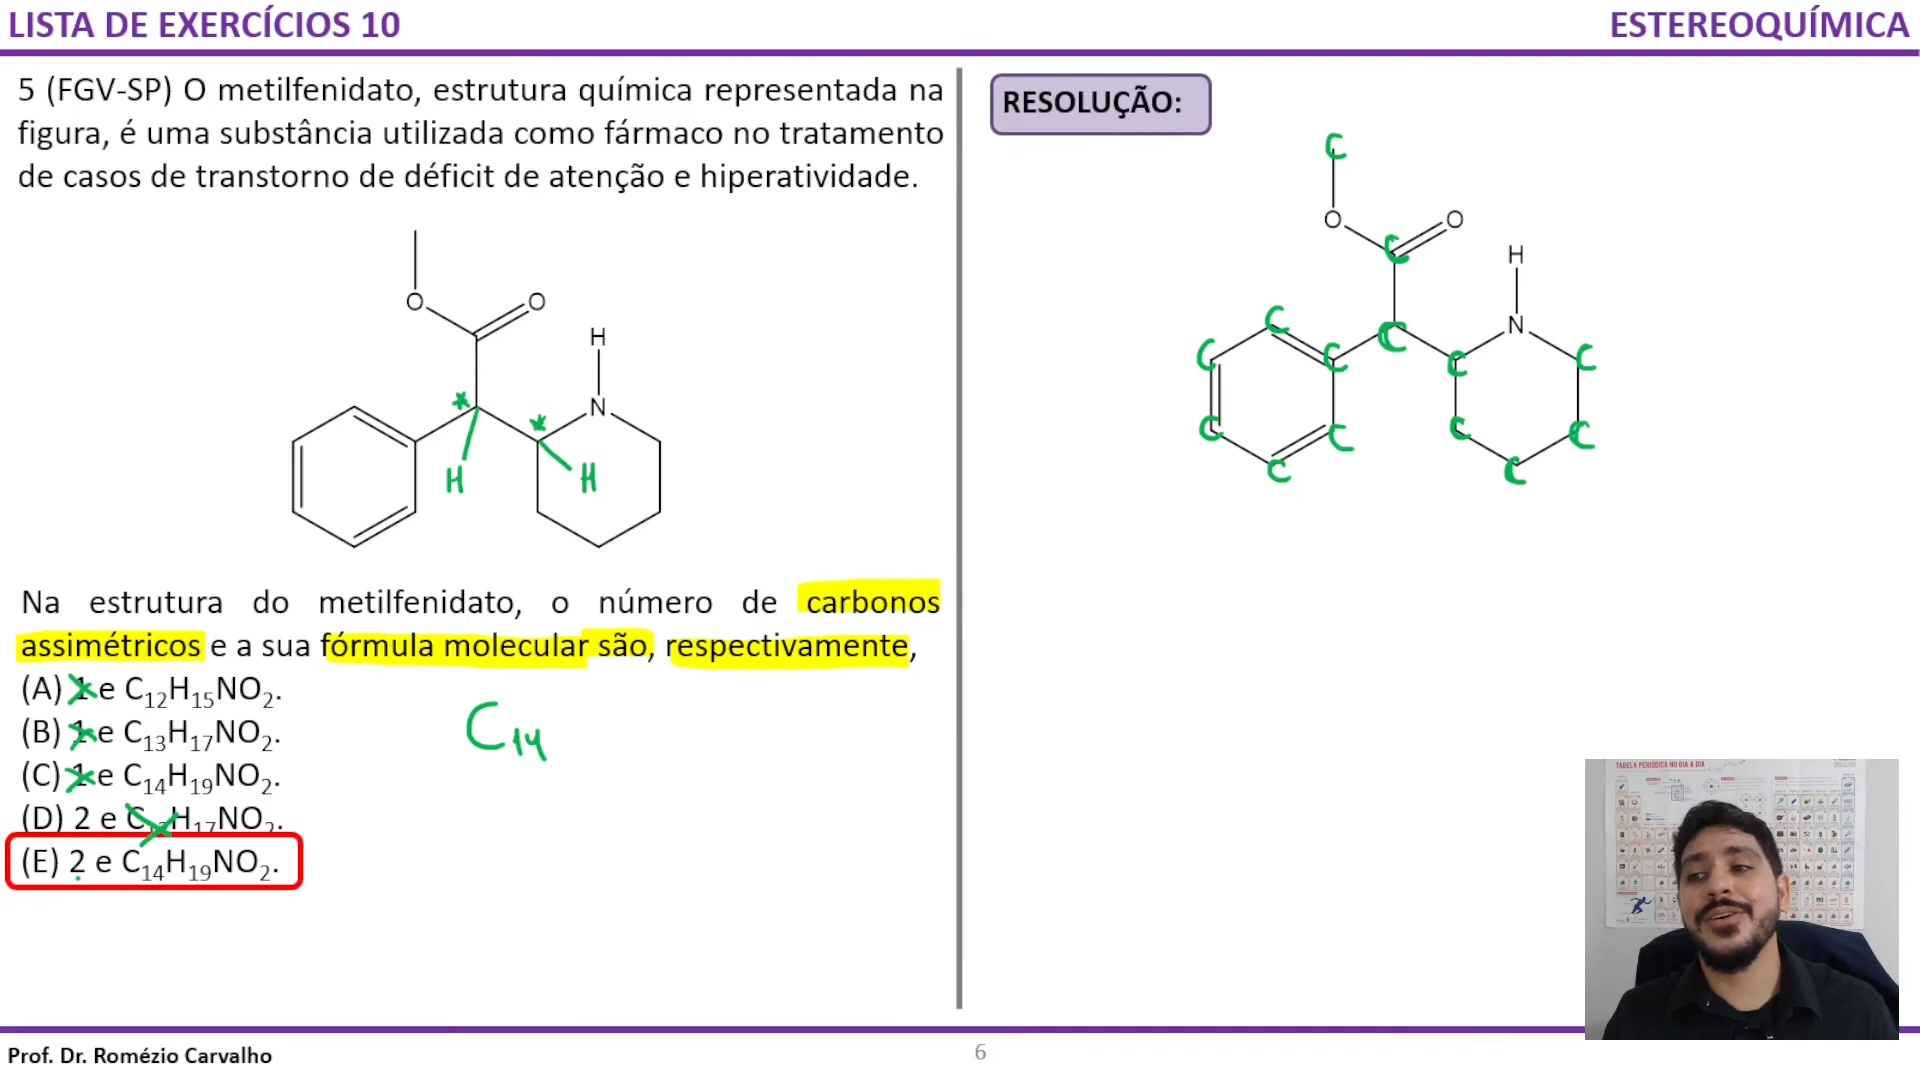 LISTA DE EXERCÍCIOS 10
ESTEREOQUÍMICA
5 (FGV-SP) O metilfenidato, estrutura química representada na
figura, é uma substância utilizada como fármaco no tratamento
de casos de transtorno de déficit de atenção e hiperatividade.
O
O
H
N
*
*
H
H
Na estrutura do metilfenidato, o número de carbonos
assimétricos e a sua fórmula molecular são, respectivamente,
(A) 1 e C₁₂H₁₅NO₂.
(B) 1 e C₁₃H₁₇NO₂.
(C) 1 e C₁₄H₁₉NO₂.
(D) 2 e C₁₃H₁₇NO₂.
(E) 2 e C₁₄H₁₉NO₂.
C₁₄
RESOLUÇÃO:
C
O
O
C
H
N
C
C
C
C
C
C
C
C
C
C
C
C
TABELA PERIÓDICA NO DIA A DIA
Prof. Dr. Romézio Carvalho
6